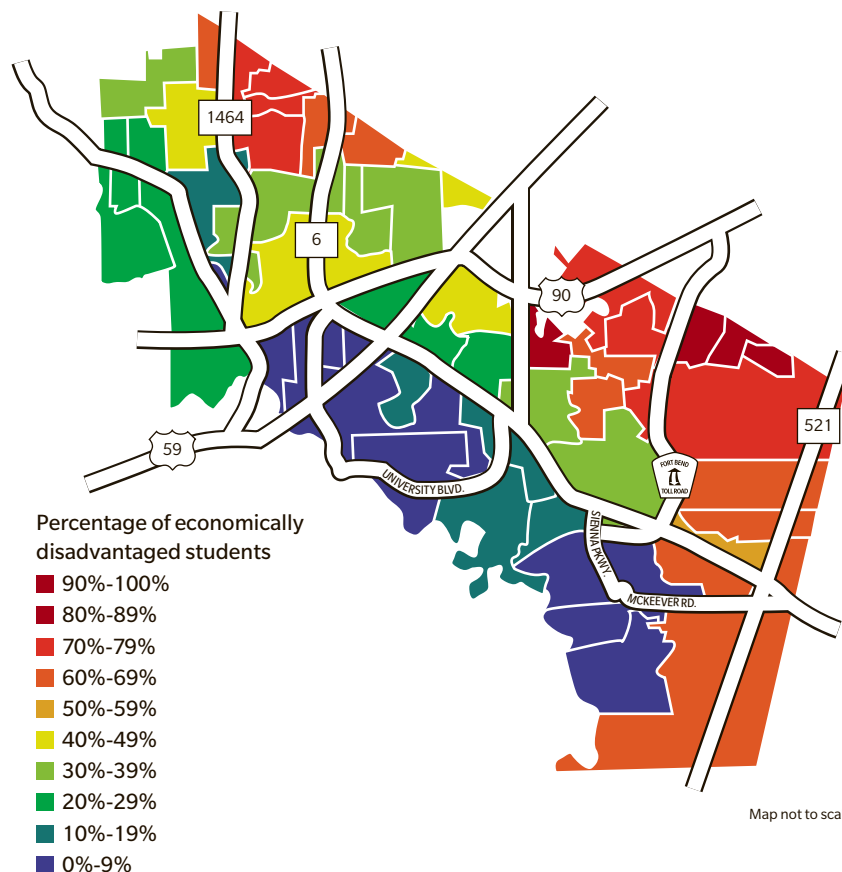 1464
6
90
59
521
FORT BEND
TOLL ROAD
UNIVERSITY BLVD.
SIENNA PKWY.
MCKEEVER RD.
Percentage of economically
disadvantaged students
90%-100%
80%-89%
70%-79%
60%-69%
50%-59%
40%-49%
30%-39%
20%-29%
10%-19%
0%-9%
Map not to sca